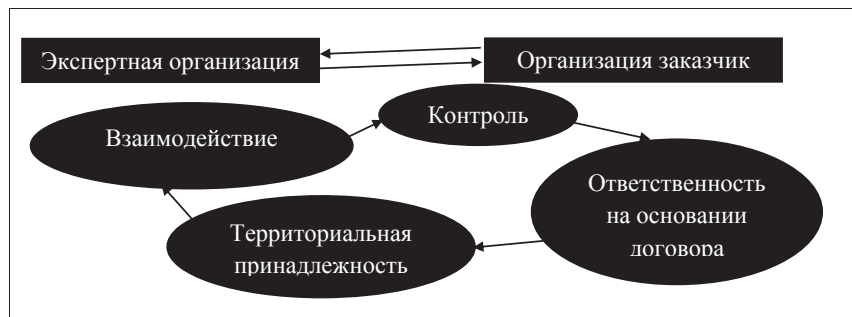 Экспертная организация
Организация заказчик
Взаимодействие
Контроль
Ответственность
на основании
договора
Территориальная
принадлежность